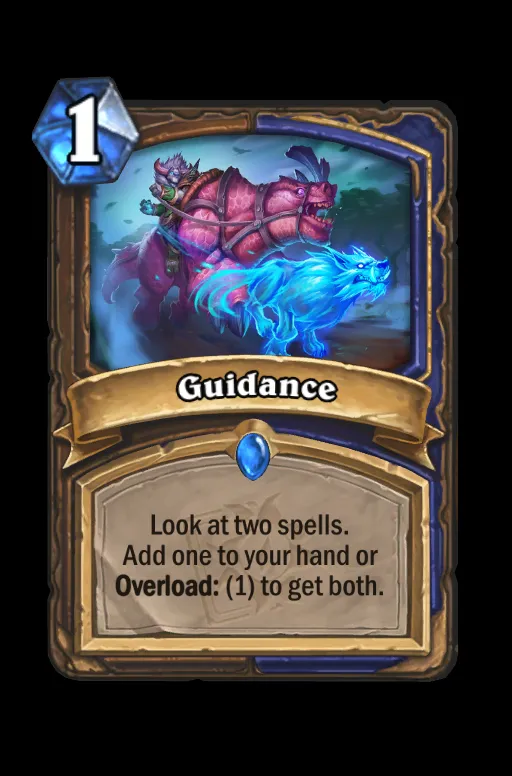 1
Guidance
Look at two spells.
Add one to your hand or
Overload: (1) to get both.